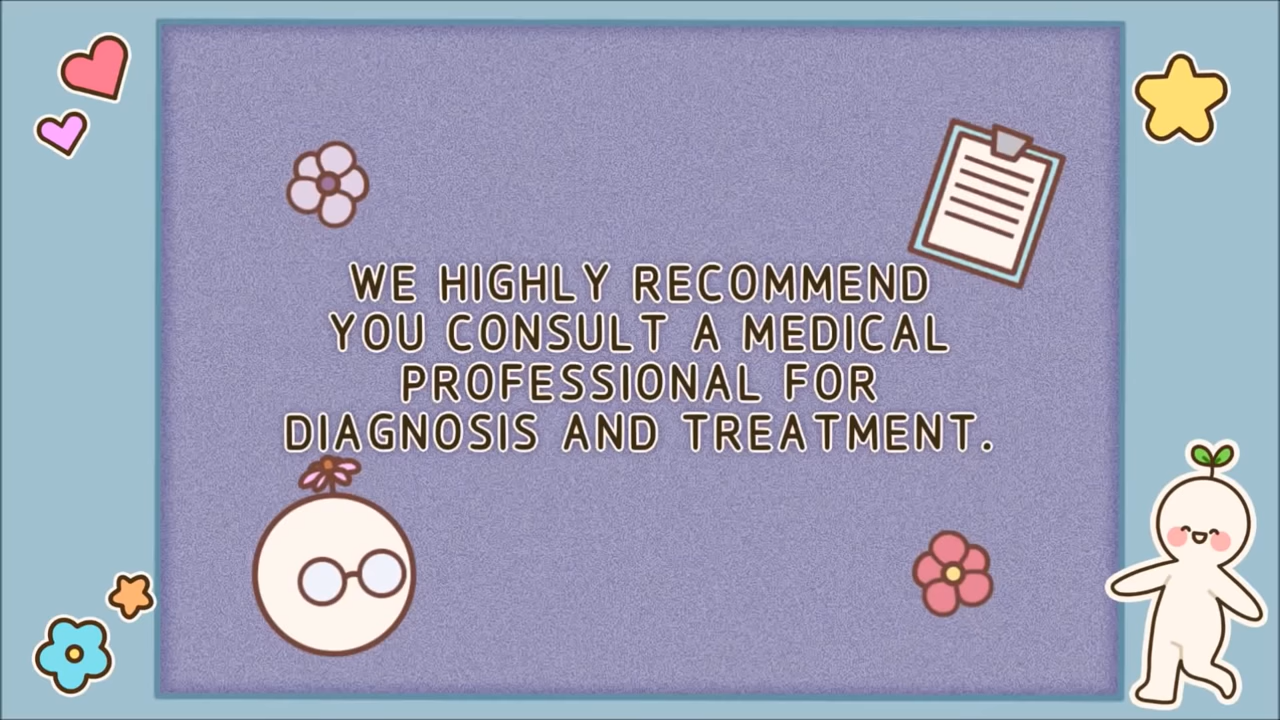 WE HIGHLY RECOMMEND
YOU CONSULT A MEDICAL
PROFESSIONAL FOR
DIAGNOSIS AND TREATMENT.